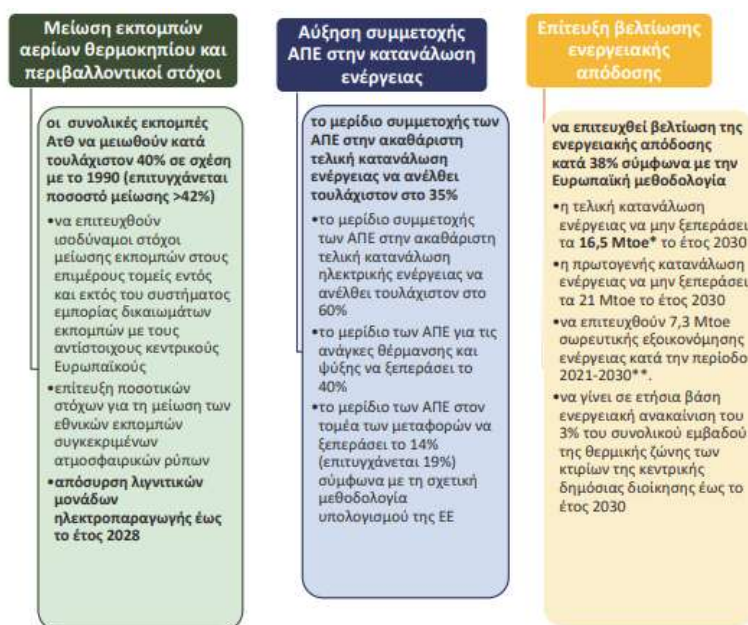 Μείωση εκπομπών
αερίων θερμοκηπίου και
περιβαλλοντικοί στόχοι
οι συνολικές εκπομπές
ΑτΘ να μειωθούν κατά
τουλάχιστον 40% σε σχέση
με το 1990 (επιτυγχάνεται
ποσοστό μείωσης >42%)
•να επιτευχθούν
ισοδύναμοι στόχοι
μείωσης εκπομπών στους
επιμέρους τομείς εντός
και εκτός του συστήματος
εμπορίας δικαιωμάτων
εκπομπών με τους
αντίστοιχους κεντρικούς
Ευρωπαϊκούς
•επίτευξη ποσοτικών
στόχων για τη μείωση των
εθνικών εκπομπών
συγκεκριμένων
ατμοσφαιρικών ρύπων
•απόσυρση λιγνιτικών
μονάδων
ηλεκτροπαραγωγής έως
το έτος 2028
Αύξηση συμμετοχής
ΑΠΕ στην κατανάλωση
ενέργειας
το μερίδιο συμμετοχής των
ΑΠΕ στην ακαθάριστη
τελική κατανάλωση
ενέργειας να ανέλθει
τουλάχιστον στο 35%
•το μερίδιο συμμετοχής
των ΑΠΕ στην ακαθάριστη
τελική κατανάλωση
ηλεκτρικής ενέργειας να
ανέλθει τουλάχιστον στο
60%
•το μερίδιο των ΑΠΕ για τις
ανάγκες θέρμανσης και
ψύξης να ξεπεράσει το
40%
•το μερίδιο των ΑΠΕ στον
τομέα των μεταφορών να
ξεπεράσει το 14%
(επιτυγχάνεται 19%)
σύμφωνα με τη σχετική
μεθοδολογία
υπολογισμού της ΕΕ
Επίτευξη βελτίωσης
ενεργειακής
απόδοσης
να επιτευχθεί βελτίωση της
ενεργειακής απόδοσης
κατά 38% σύμφωνα με την
Ευρωπαϊκή μεθοδολογία
•η τελική κατανάλωση
ενέργειας να μην ξεπεράσει
τα 16,5 Mtoe* το έτος 2030
•η πρωτογενής κατανάλωση
ενέργειας να μην ξεπεράσει
τα 21 Mtoe το έτος 2030
•να επιτευχθούν 7,3 Mtoe
σωρευτικής εξοικονόμησης
ενέργειας κατά την περίοδο
2021-2030**.
•να γίνει σε ετήσια βάση
ενεργειακή ανακαίνιση του
3% του συνολικού εμβαδού
της θερμικής ζώνης των
κτιρίων της κεντρικής
δημόσιας διοίκησης έως το
έτος 2030